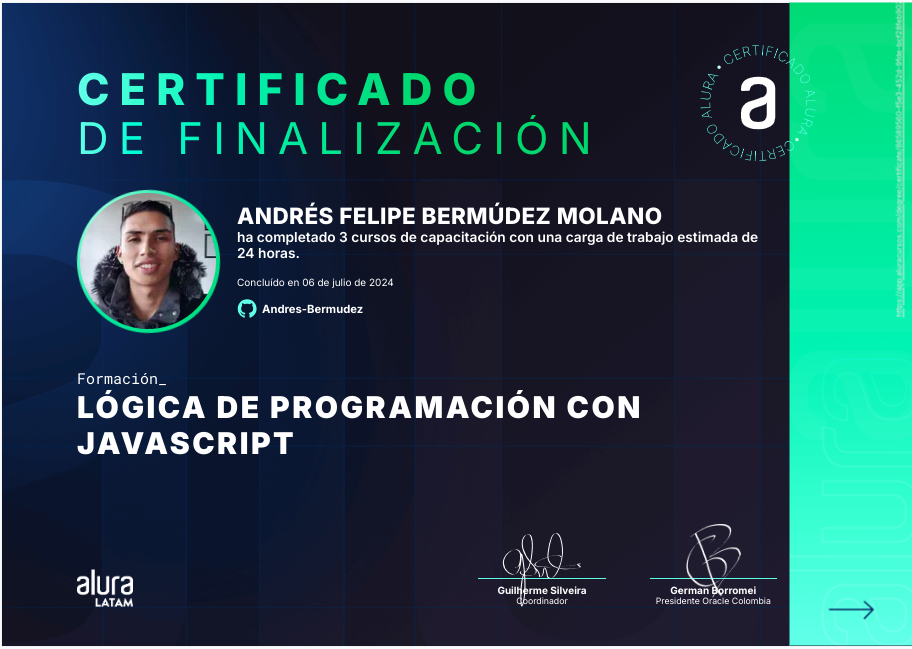 CERTIFICADO
DE FINALIZACIÓN
CERTIFICADO ALURA • CERTIFICADO ALURA •
a
ANDRÉS FELIPE BERMÚDEZ MOLANO
ha completado 3 cursos de capacitación con una carga de trabajo estimada de
24 horas.
Concluído en 06 de julio de 2024
Andres-Bermudez
Formación_
LÓGICA DE PROGRAMACIÓN CON
JAVASCRIPT
alura
LATAM
Guilherme Silveira
Coordinador
German Borromei
Presidente Oracle Colombia
alura